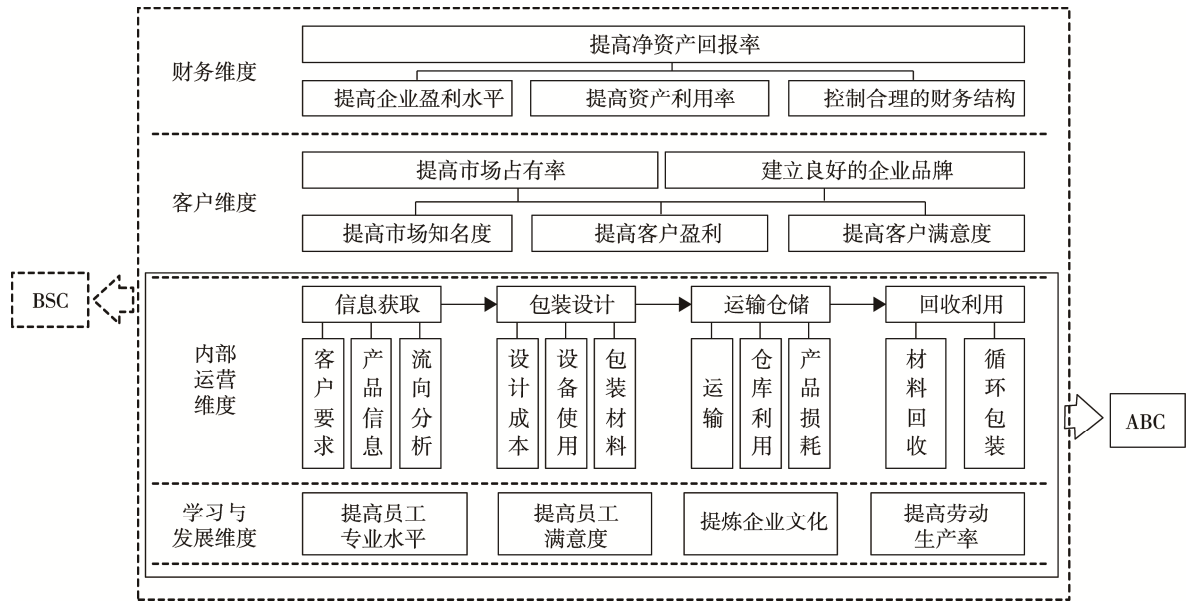 提高净资产回报率
财务维度
提高企业盈利水平
提高资产利用率
控制合理的财务结构
提高市场占有率
建立良好的企业品牌
客户维度
提高市场知名度
提高客户盈利
提高客户满意度
BSC
内部
运营
维度
信息获取
包装设计
运输仓储
回收利用
客户要求
产品信息
流向分析
设计成本
设备使用
包装材料
运输
仓库利用
产品损耗
材料回收
循环包装
ABC
学习与
发展维度
提高员工
专业水平
提高员工
满意度
提炼企业文化
提高劳动
生产率